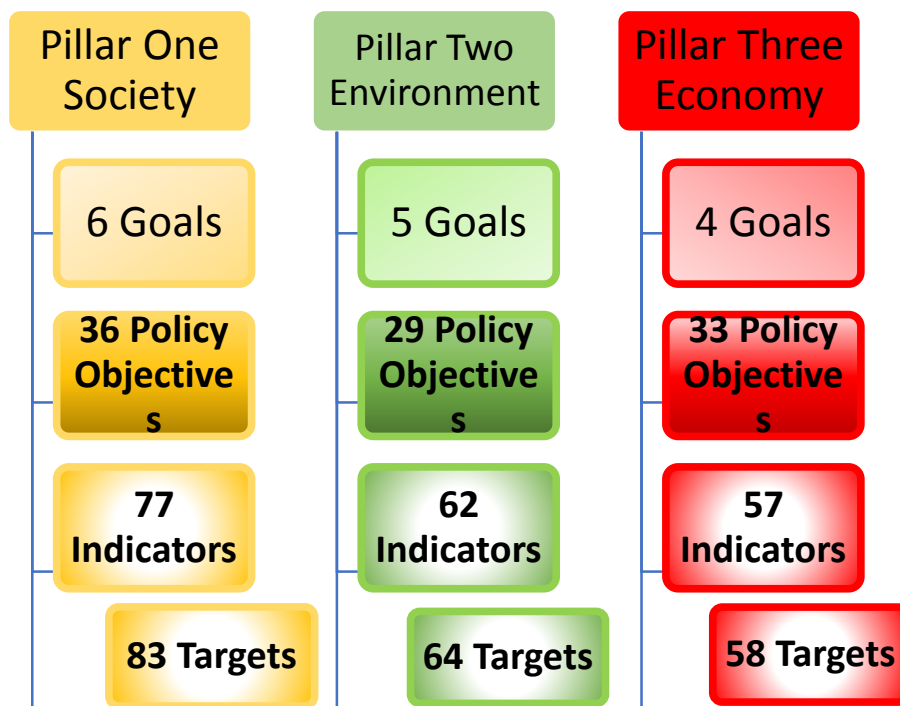 Pillar One
Society
6 Goals
36 Policy
Objective
s
77
Indicators
83 Targets
Pillar Two
Environment
5 Goals
29 Policy
Objective
s
62
Indicators
64 Targets
Pillar Three
Economy
4 Goals
33 Policy
Objective
s
57
Indicators
58 Targets